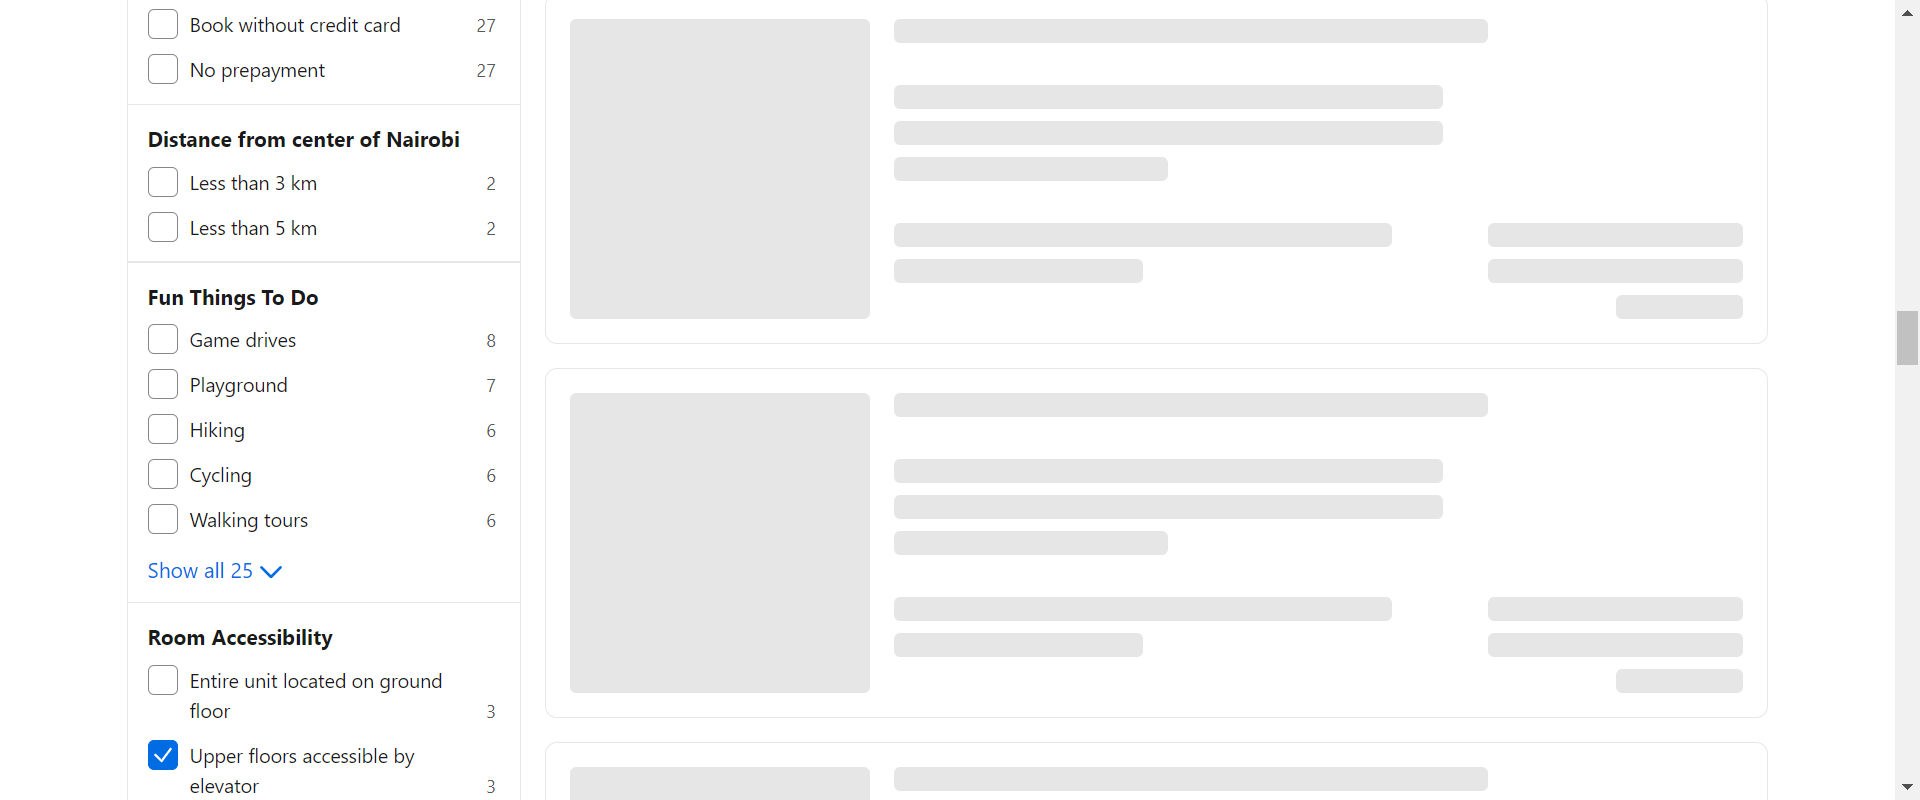 Book without credit card 27
No prepayment 27
Distance from center of Nairobi
Less than 3 km 2
Less than 5 km 2
Fun Things To Do
Game drives 8
Playground 7
Hiking 6
Cycling 6
Walking tours 6
Show all 25
Room Accessibility
Entire unit located on ground
floor 3
Upper floors accessible by
elevator 3